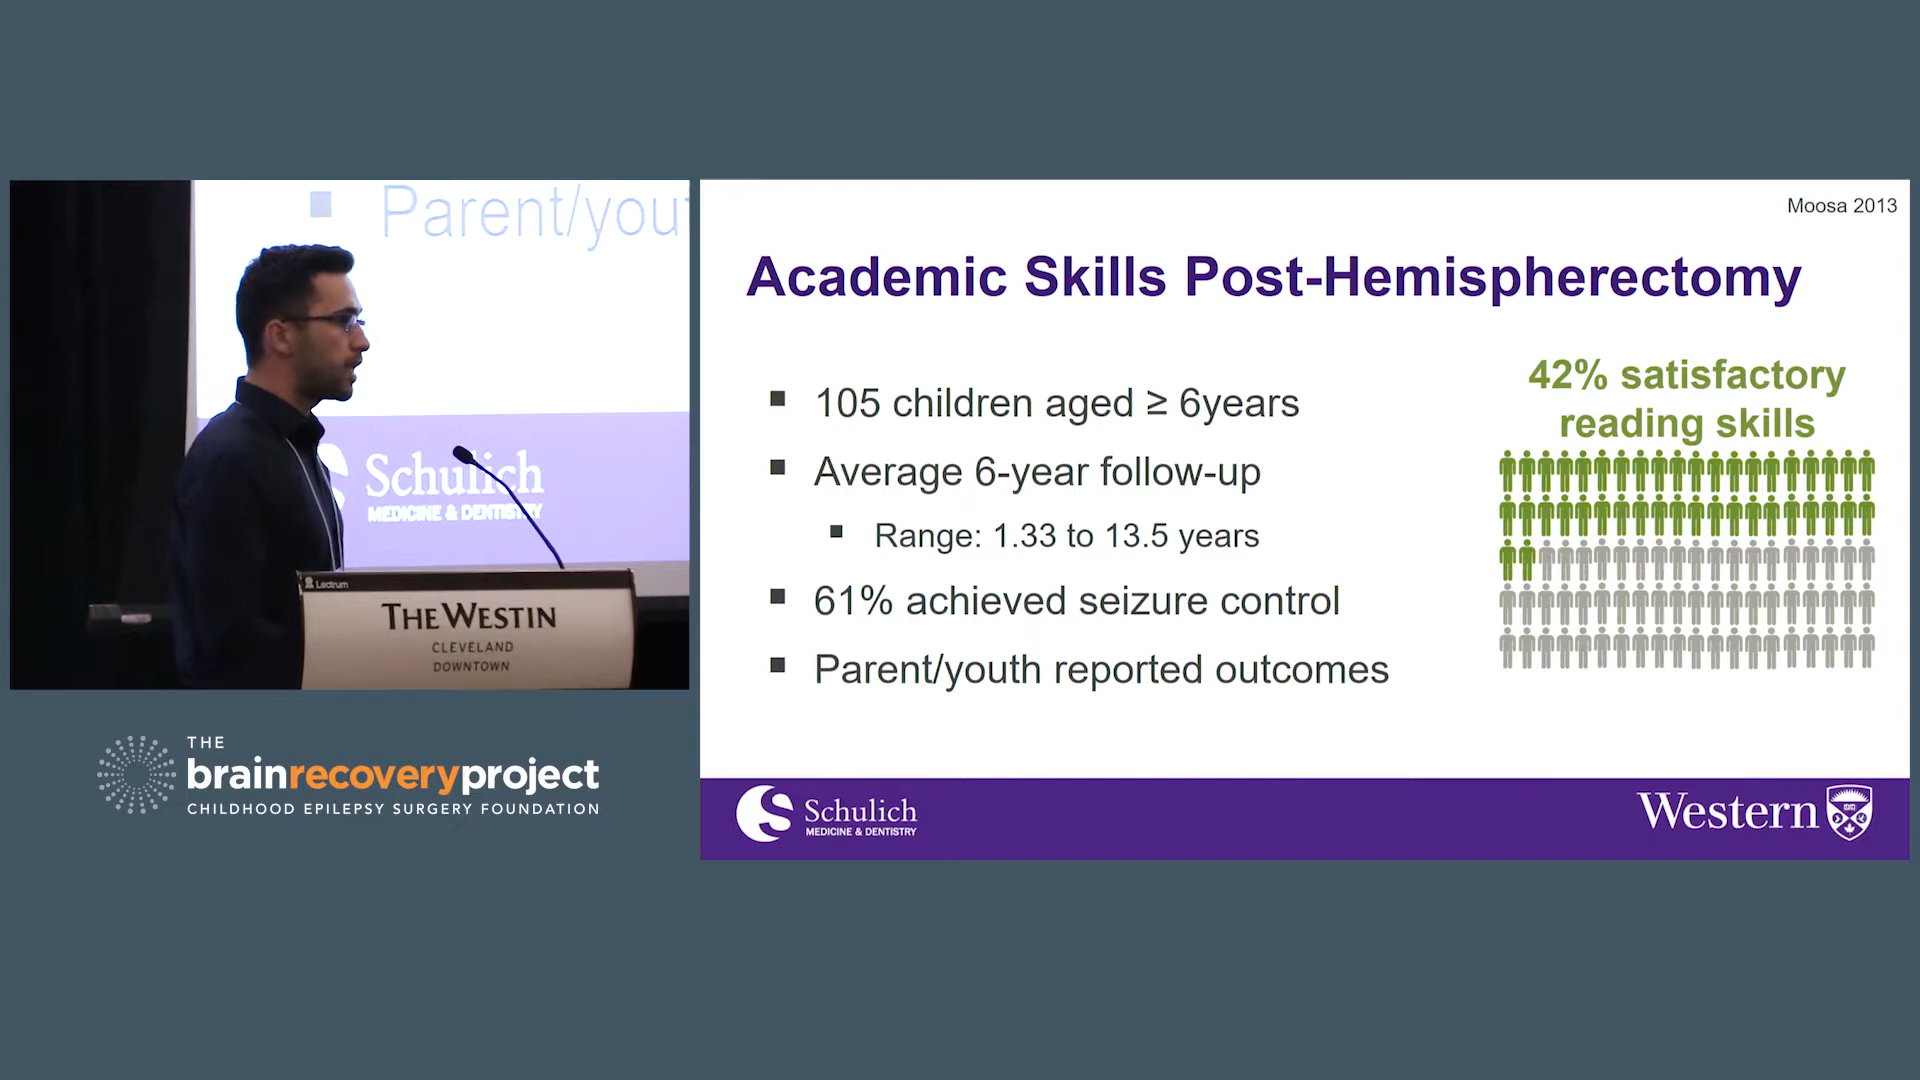 Parent/you
Schulich
MEDICINE & DENTISTRY
Lectrum
THE WESTIN
CLEVELAND
DOWNTOWN
THE
brainrecoveryproject
CHILDHOOD EPILEPSY SURGERY FOUNDATION
Moosa 2013
Academic Skills Post-Hemispherectomy
105 children aged ≥ 6years
Average 6-year follow-up
Range: 1.33 to 13.5 years
61% achieved seizure control
Parent/youth reported outcomes
42% satisfactory
reading skills
Schulich
MEDICINE & DENTISTRY
Western